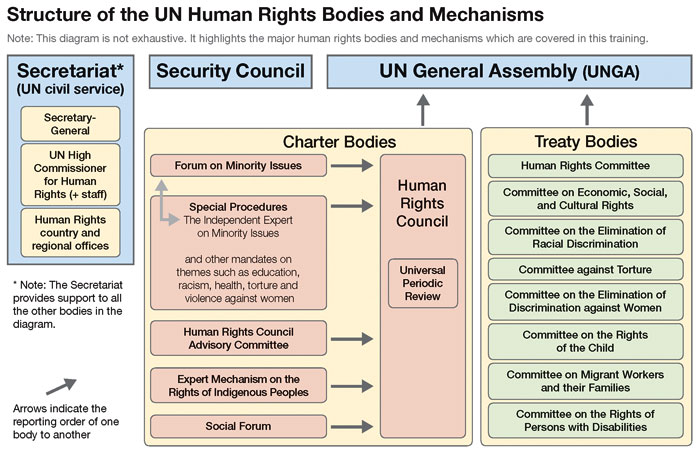 Structure of the UN Human Rights Bodies and Mechanisms
Note: This diagram is not exhaustive. It highlights the major human rights bodies and mechanisms which are covered in this training.
Secretariat*
(UN civil service)
Secretary-
General
UN High
Commissioner
for Human
Rights (+ staff)
Human Rights
country and
regional offices
* Note: The Secretariat
provides support to all
the other bodies in the
diagram.
Arrows indicate the
reporting order of one
body to another
Security Council
UN General Assembly (UNGA)
Charter Bodies
Forum on Minority Issues
Special Procedures
The Independent Expert
on Minority Issues
and other mandates on
themes such as education,
racism, health, torture and
violence against women
Human Rights Council
Advisory Committee
Expert Mechanism on the
Rights of Indigenous Peoples
Social Forum
Human
Rights
Council
Universal
Periodic
Review
Treaty Bodies
Human Rights Committee
Committee on Economic, Social,
and Cultural Rights
Committee on the Elimination of
Racial Discrimination
Committee against Torture
Committee on the Elimination of
Discrimination against Women
Committee on the Rights
of the Child
Committee on Migrant Workers
and their Families
Committee on the Rights of
Persons with Disabilities